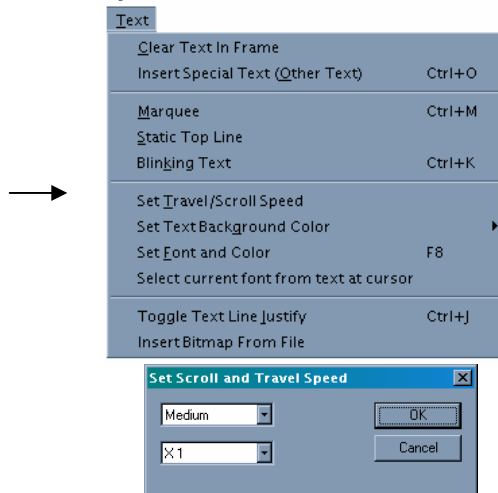 Text
Clear Text In Frame
Insert Special Text (Other Text) Ctrl+O
Marquee Ctrl+M
Static Top Line
Blinking Text Ctrl+K
Set Travel/Scroll Speed
Set Text Background Color
Set Font and Color F8
Select current font from text at cursor
Toggle Text Line Justify Ctrl+J
Insert Bitmap From File
Set Scroll and Travel Speed
Medium OK
X 1 Cancel